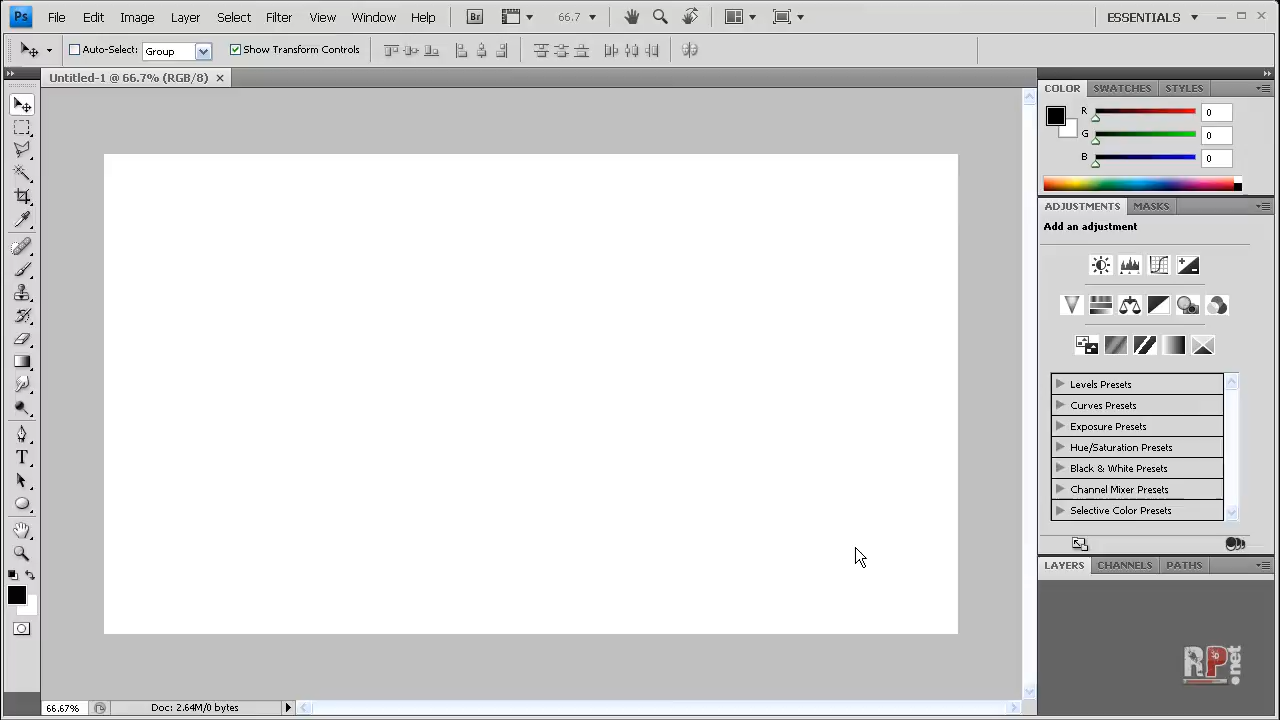 Ps File Edit Image Layer Select Filter View Window Help Br 66.7 ESSENTIALS
Auto-Select: Group Show Transform Controls
Untitled-1 @ 66.7% (RGB/8)
COLOR SWATCHES STYLES
R 0
G 0
B 0
ADJUSTMENTS MASKS
Add an adjustment
Levels Presets
Curves Presets
Exposure Presets
Hue/Saturation Presets
Black & White Presets
Channel Mixer Presets
Selective Color Presets
T
LAYERS CHANNELS PATHS
RP.net
66.67% Doc: 2.64M/0 bytes